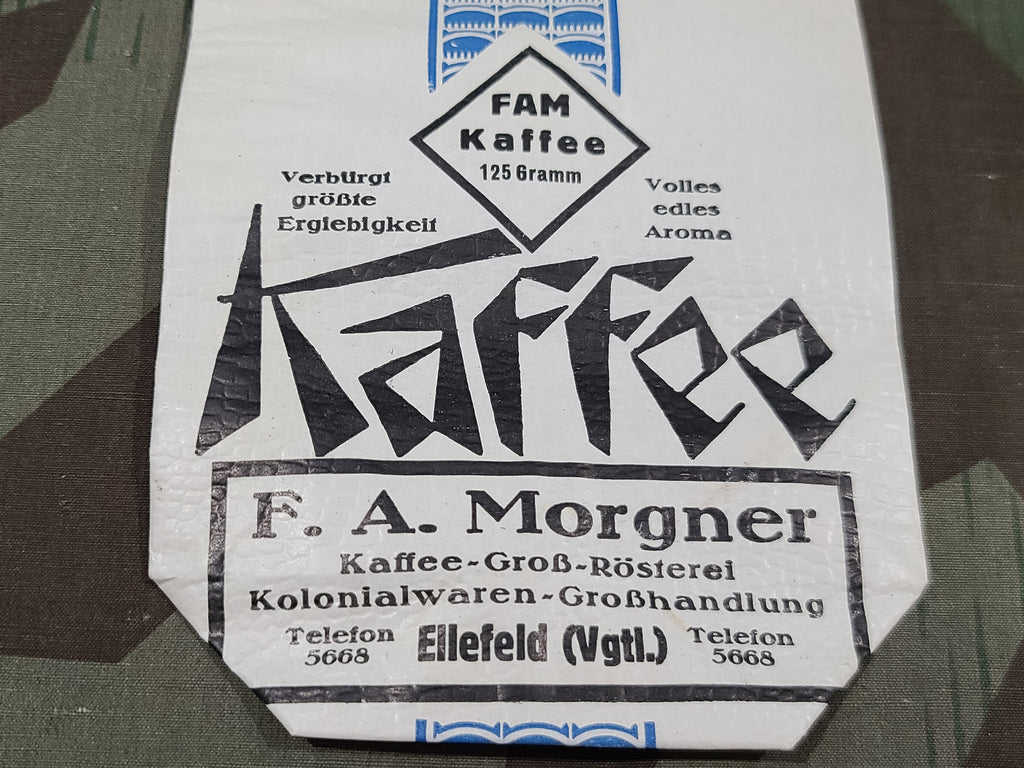 FAM
Kaffee
125 Gramm
Verbürgt
größte
Ergiebigkeit
Volles
edles
Aroma
Kaffee
F. A. Morgner
Kaffee-Groß-Rösterei
Kolonialwaren-Großhandlung
Telefon
5668
Ellefeld (Vgtl.)
Telefon
5668